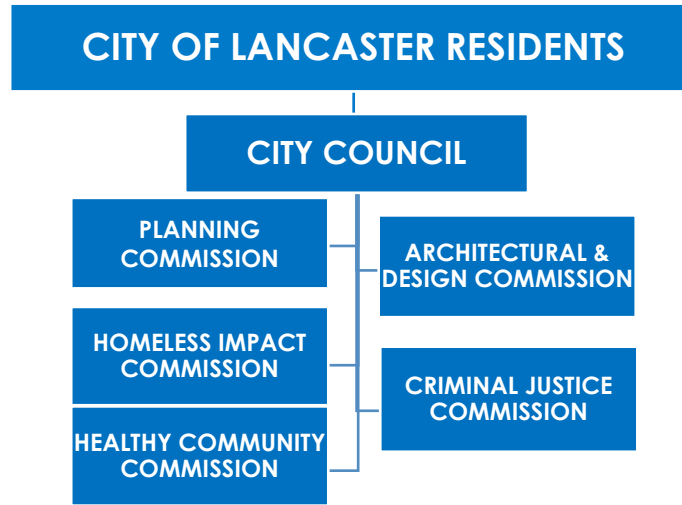 CITY OF LANCASTER RESIDENTS
CITY COUNCIL
PLANNING
COMMISSION
ARCHITECTURAL &
DESIGN COMMISSION
HOMELESS IMPACT
COMMISSION
CRIMINAL JUSTICE
COMMISSION
HEALTHY COMMUNITY
COMMISSION